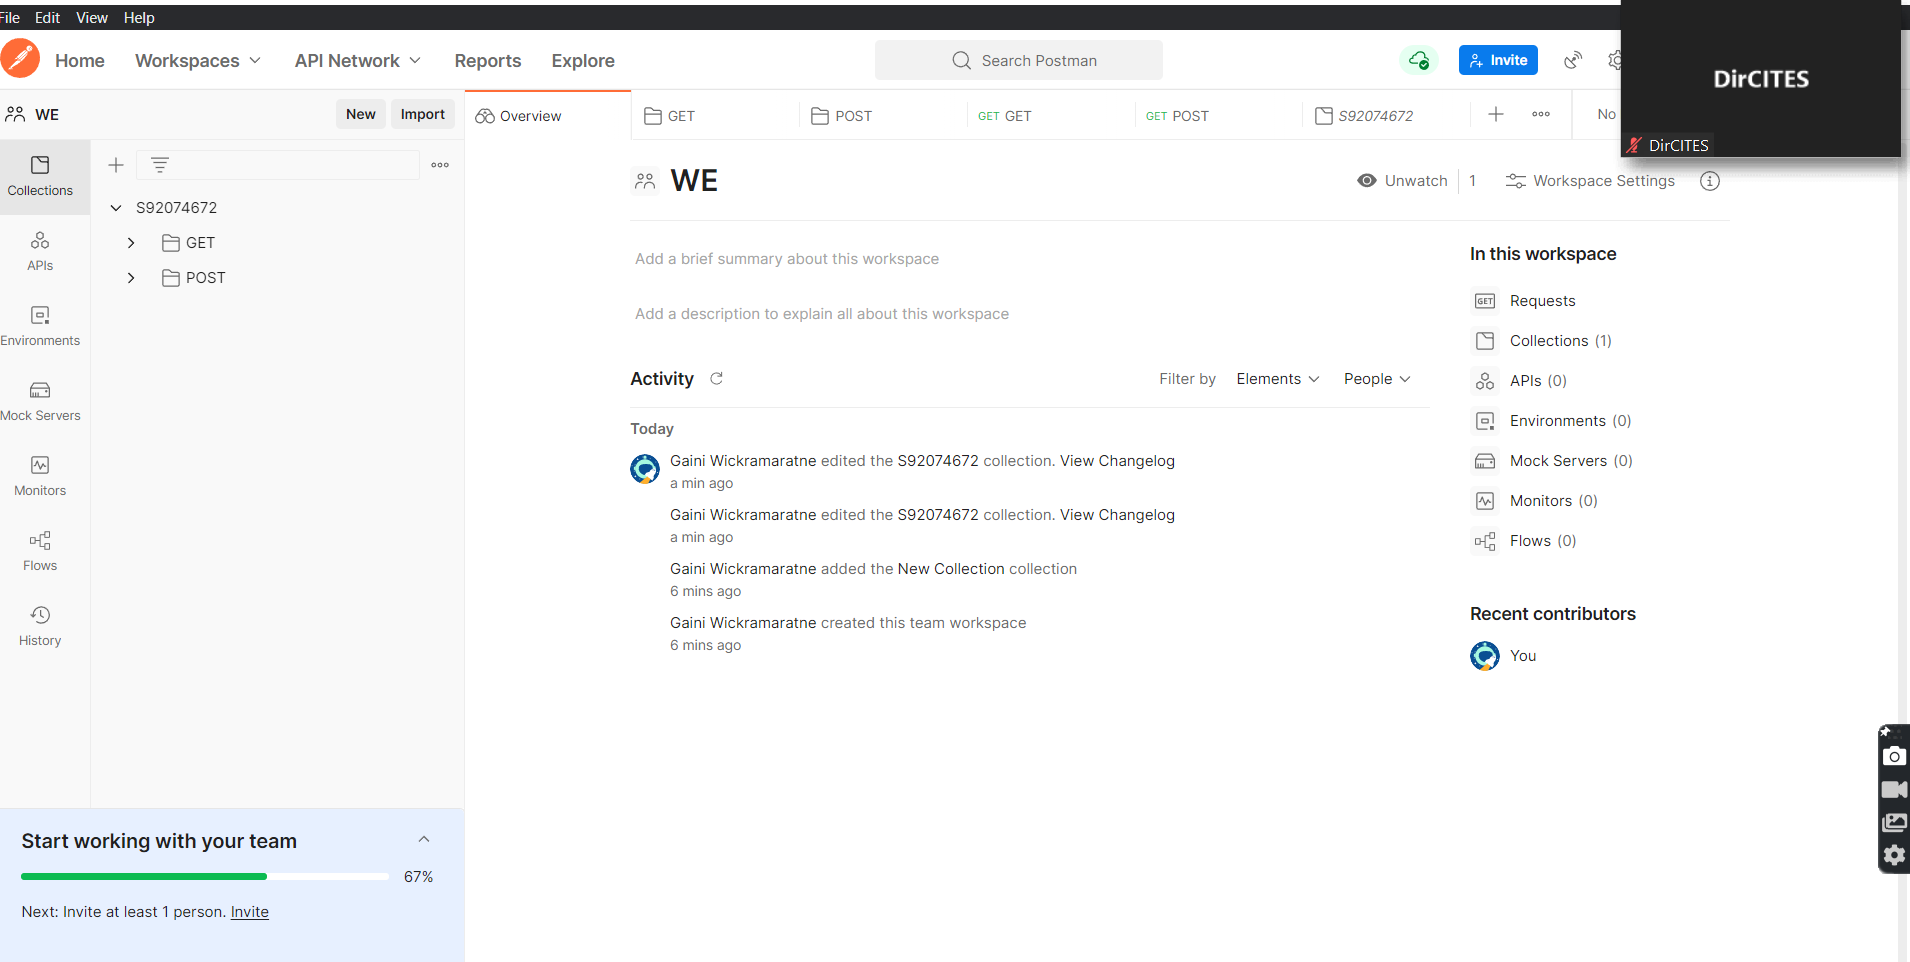 File Edit View Help
Home Workspaces API Network Reports Explore Search Postman Invite
DirCITES
DirCITES
WE New Import
Overview GET POST GET GET GET POST S92074672 No
Collections
APIs
Environments
Mock Servers
Monitors
Flows
History
S92074672
GET
POST
WE Unwatch 1 Workspace Settings
Add a brief summary about this workspace
Add a description to explain all about this workspace
Activity Filter by Elements People
Today
Gaini Wickramaratne edited the S92074672 collection. View Changelog
a min ago
Gaini Wickramaratne edited the S92074672 collection. View Changelog
a min ago
Gaini Wickramaratne added the New Collection collection
6 mins ago
Gaini Wickramaratne created this team workspace
6 mins ago
In this workspace
GET Requests
Collections (1)
APIs (0)
Environments (0)
Mock Servers (0)
Monitors (0)
Flows (0)
Recent contributors
You
Start working with your team
67%
Next: Invite at least 1 person. Invite